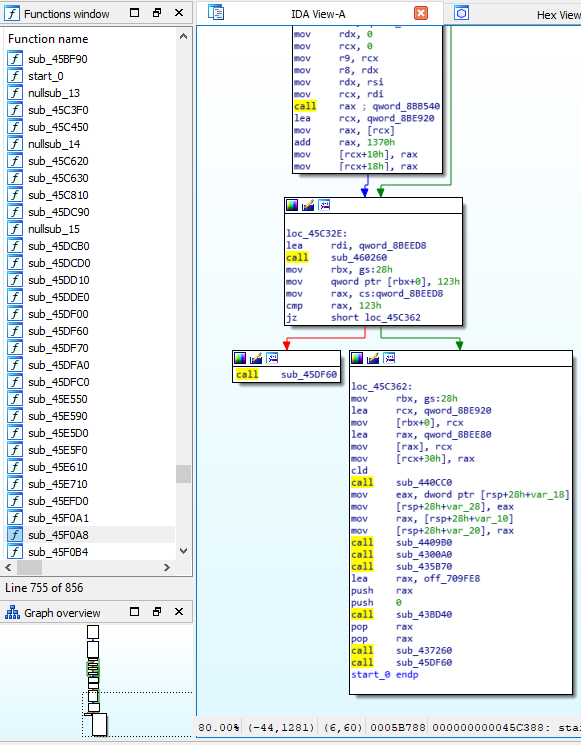 Functions window
Function name
sub_45BF90
start_0
nullsub_13
sub_45C3F0
sub_45C450
nullsub_14
sub_45C620
sub_45C630
sub_45C810
sub_45DC90
nullsub_15
sub_45DCB0
sub_45DCD0
sub_45DD10
sub_45DDE0
sub_45DF00
sub_45DF60
sub_45DF70
sub_45DFA0
sub_45DFC0
sub_45E550
sub_45E590
sub_45E5D0
sub_45E5F0
sub_45E610
sub_45E710
sub_45EFD0
sub_45F0A1
sub_45F0A8
sub_45F0B4
Line 755 of 856
Graph overview
IDA View-A
Hex View
mov rdx, 0
mov rcx, 0
mov r9, rcx
mov r8, rdx
mov rdx, rsi
mov rcx, rdi
call rax ; qword_8BB540
lea rcx, qword_8BE920
mov rax, [rcx]
add rax, 1370h
mov [rcx+10h], rax
mov [rcx+18h], rax
loc_45C32E:
lea rdi, qword_8BEED8
call sub_460260
mov rbx, gs:28h
mov qword ptr [rbx+0], 123h
mov rax, cs:qword_8BEED8
cmp rax, 123h
jz short loc_45C362
call sub_45DF60
loc_45C362:
mov rbx, gs:28h
lea rcx, qword_8BE920
mov [rbx+0], rcx
lea rax, qword_8BEE80
mov [rax], rcx
mov [rcx+30h], rax
cld
call sub_440CC0
mov eax, dword ptr [rsp+28h+var_18]
mov [rsp+28h+var_28], eax
mov rax, [rsp+28h+var_10]
mov [rsp+28h+var_20], rax
call sub_4409B0
call sub_4300A0
call sub_435B70
lea rax, off_709FE8
push rax
push 0
call sub_43BD40
pop rax
pop rax
call sub_437260
call sub_45DF60
start_0 endp
80.00% (-44,1281) (6,60) 0005B788 000000000045C388: sta